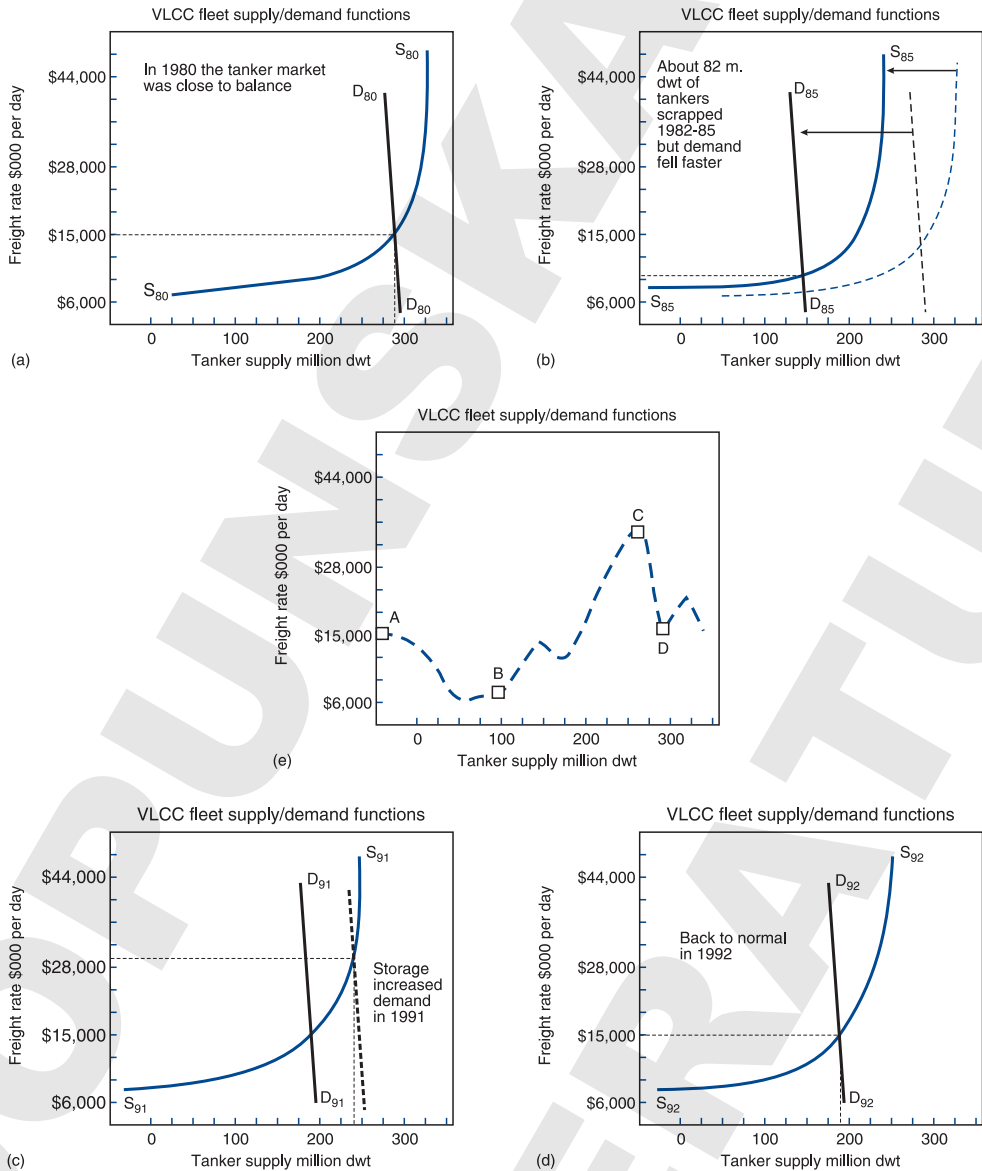 VLCC fleet supply/demand functions
Freight rate $000 per day
$44,000
$28,000
$15,000
$6,000
In 1980 the tanker market
was close to balance
S80
D80
S80
D80
0 100 200 300
Tanker supply million dwt
(a)
VLCC fleet supply/demand functions
Freight rate $000 per day
$44,000
$28,000
$15,000
$6,000
About 82 m.
dwt of
tankers
scrapped
1982-85
but demand
fell faster
S85
D85
S85
D85
0 100 200 300
Tanker supply million dwt
(b)
VLCC fleet supply/demand functions
Freight rate $000 per day
$44,000
$28,000
$15,000
$6,000
A
B
C
D
0 100 200 300
Tanker supply million dwt
(e)
VLCC fleet supply/demand functions
Freight rate $000 per day
$44,000
$28,000
$15,000
$6,000
S91
D91
Storage
increased
demand
in 1991
S91
D91
0 100 200 300
Tanker supply million dwt
(c)
VLCC fleet supply/demand functions
Freight rate $000 per day
$44,000
$28,000
$15,000
$6,000
S92
D92
Back to normal
in 1992
S92
D92
0 100 200 300
Tanker supply million dwt
(d)
OPUNSKA
ERA TU